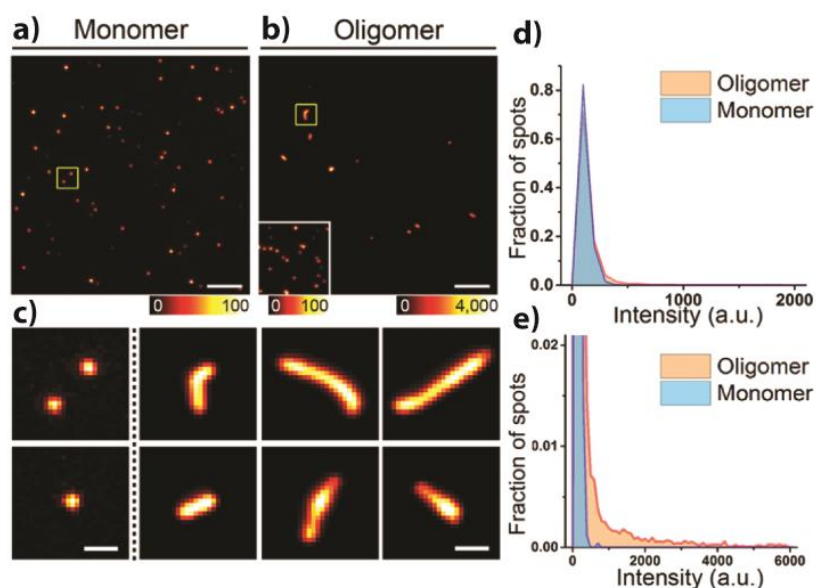 a) Monomer
b) Oligomer
0 100
0 100
0 4,000
c)
d)
Fraction of spots
0.8
0.6
0.4
0.2
0.0
Oligomer
Monomer
0 1000 2000
Intensity (a.u.)
e)
Fraction of spots
0.02
0.01
0.00
Oligomer
Monomer
0 2000 4000 6000
Intensity (a.u.)